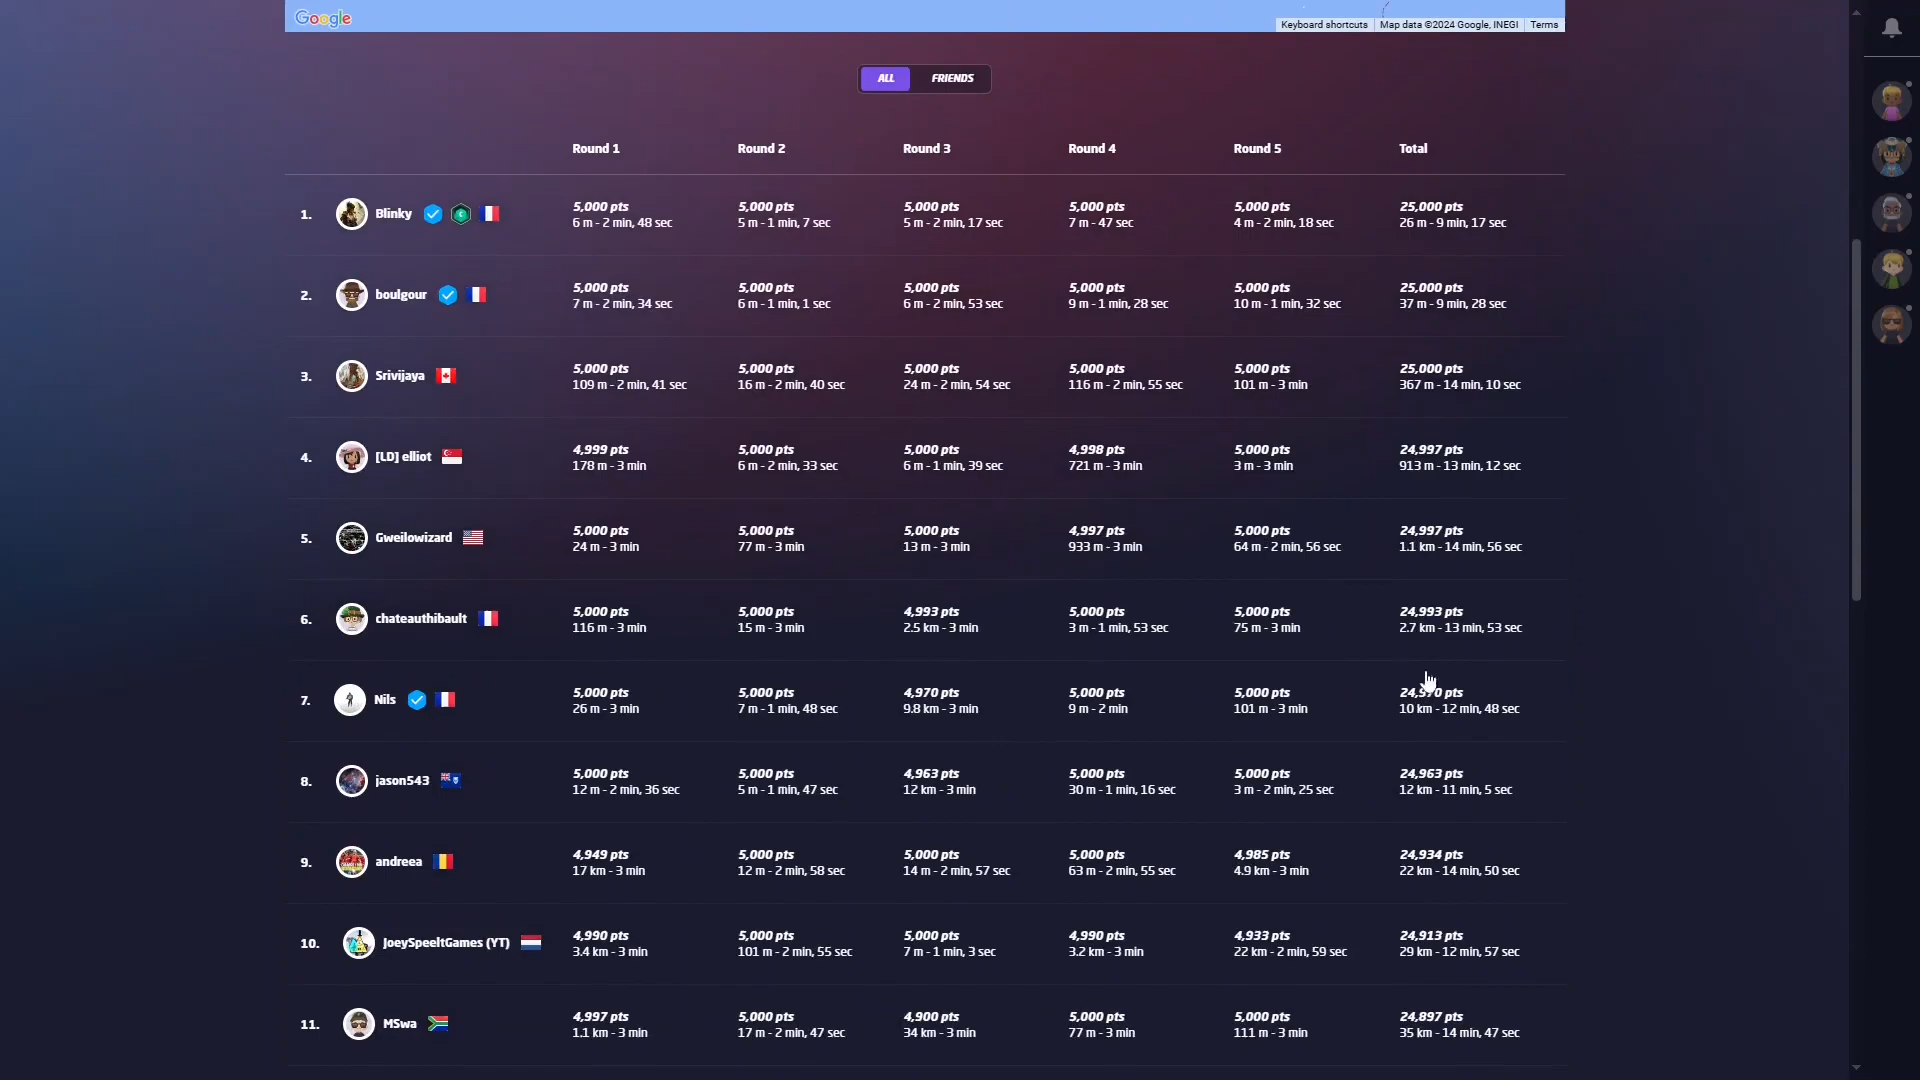 Google
Keyboard shortcuts Map data ©2024 Google, INEGI Terms
ALL FRIENDS
Round 1 Round 2 Round 3 Round 4 Round 5 Total
1. Blinky 5,000 pts 5,000 pts 5,000 pts 5,000 pts 5,000 pts 25,000 pts
6 m - 2 min, 48 sec 5 m - 1 min, 7 sec 5 m - 2 min, 17 sec 7 m - 47 sec 4 m - 2 min, 18 sec 26 m - 9 min, 17 sec
2. boulgour 5,000 pts 5,000 pts 5,000 pts 5,000 pts 5,000 pts 25,000 pts
7 m - 2 min, 34 sec 6 m - 1 min, 1 sec 6 m - 2 min, 53 sec 9 m - 1 min, 28 sec 10 m - 1 min, 32 sec 37 m - 9 min, 28 sec
3. Srivijaya 5,000 pts 5,000 pts 5,000 pts 5,000 pts 5,000 pts 25,000 pts
109 m - 2 min, 41 sec 16 m - 2 min, 40 sec 24 m - 2 min, 54 sec 116 m - 2 min, 55 sec 101 m - 3 min 367 m - 14 min, 10 sec
4. [LD] elliot 4,999 pts 5,000 pts 5,000 pts 4,998 pts 5,000 pts 24,997 pts
178 m - 3 min 6 m - 2 min, 33 sec 6 m - 1 min, 39 sec 721 m - 3 min 3 m - 3 min 913 m - 13 min, 12 sec
5. Gweilowizard 5,000 pts 5,000 pts 5,000 pts 4,997 pts 5,000 pts 24,997 pts
24 m - 3 min 77 m - 3 min 13 m - 3 min 933 m - 3 min 64 m - 2 min, 56 sec 1.1 km - 14 min, 56 sec
6. chateauthibault 5,000 pts 5,000 pts 4,993 pts 5,000 pts 5,000 pts 24,993 pts
116 m - 3 min 15 m - 3 min 2.5 km - 3 min 3 m - 1 min, 53 sec 75 m - 3 min 2.7 km - 13 min, 53 sec
7. Nils 5,000 pts 5,000 pts 4,970 pts 5,000 pts 5,000 pts 24,970 pts
26 m - 3 min 7 m - 1 min, 48 sec 9.8 km - 3 min 9 m - 2 min 101 m - 3 min 10 km - 12 min, 48 sec
8. jason543 5,000 pts 5,000 pts 4,963 pts 5,000 pts 5,000 pts 24,963 pts
12 m - 2 min, 36 sec 5 m - 1 min, 47 sec 12 km - 3 min 30 m - 1 min, 16 sec 3 m - 2 min, 25 sec 12 km - 11 min, 5 sec
9. andreea 4,949 pts 5,000 pts 5,000 pts 5,000 pts 4,985 pts 24,934 pts
17 km - 3 min 12 m - 2 min, 58 sec 14 m - 2 min, 57 sec 63 m - 2 min, 55 sec 4.9 km - 3 min 22 km - 14 min, 50 sec
10. JoeySpeeltGames (YT) 4,990 pts 5,000 pts 5,000 pts 4,990 pts 4,933 pts 24,913 pts
3.4 km - 3 min 101 m - 2 min, 55 sec 7 m - 1 min, 3 sec 3.2 km - 3 min 22 km - 2 min, 59 sec 29 km - 12 min, 57 sec
11. MSwa 4,997 pts 5,000 pts 4,900 pts 5,000 pts 5,000 pts 24,897 pts
1.1 km - 3 min 17 m - 2 min, 47 sec 34 km - 3 min 77 m - 3 min 111 m - 3 min 35 km - 14 min, 47 sec